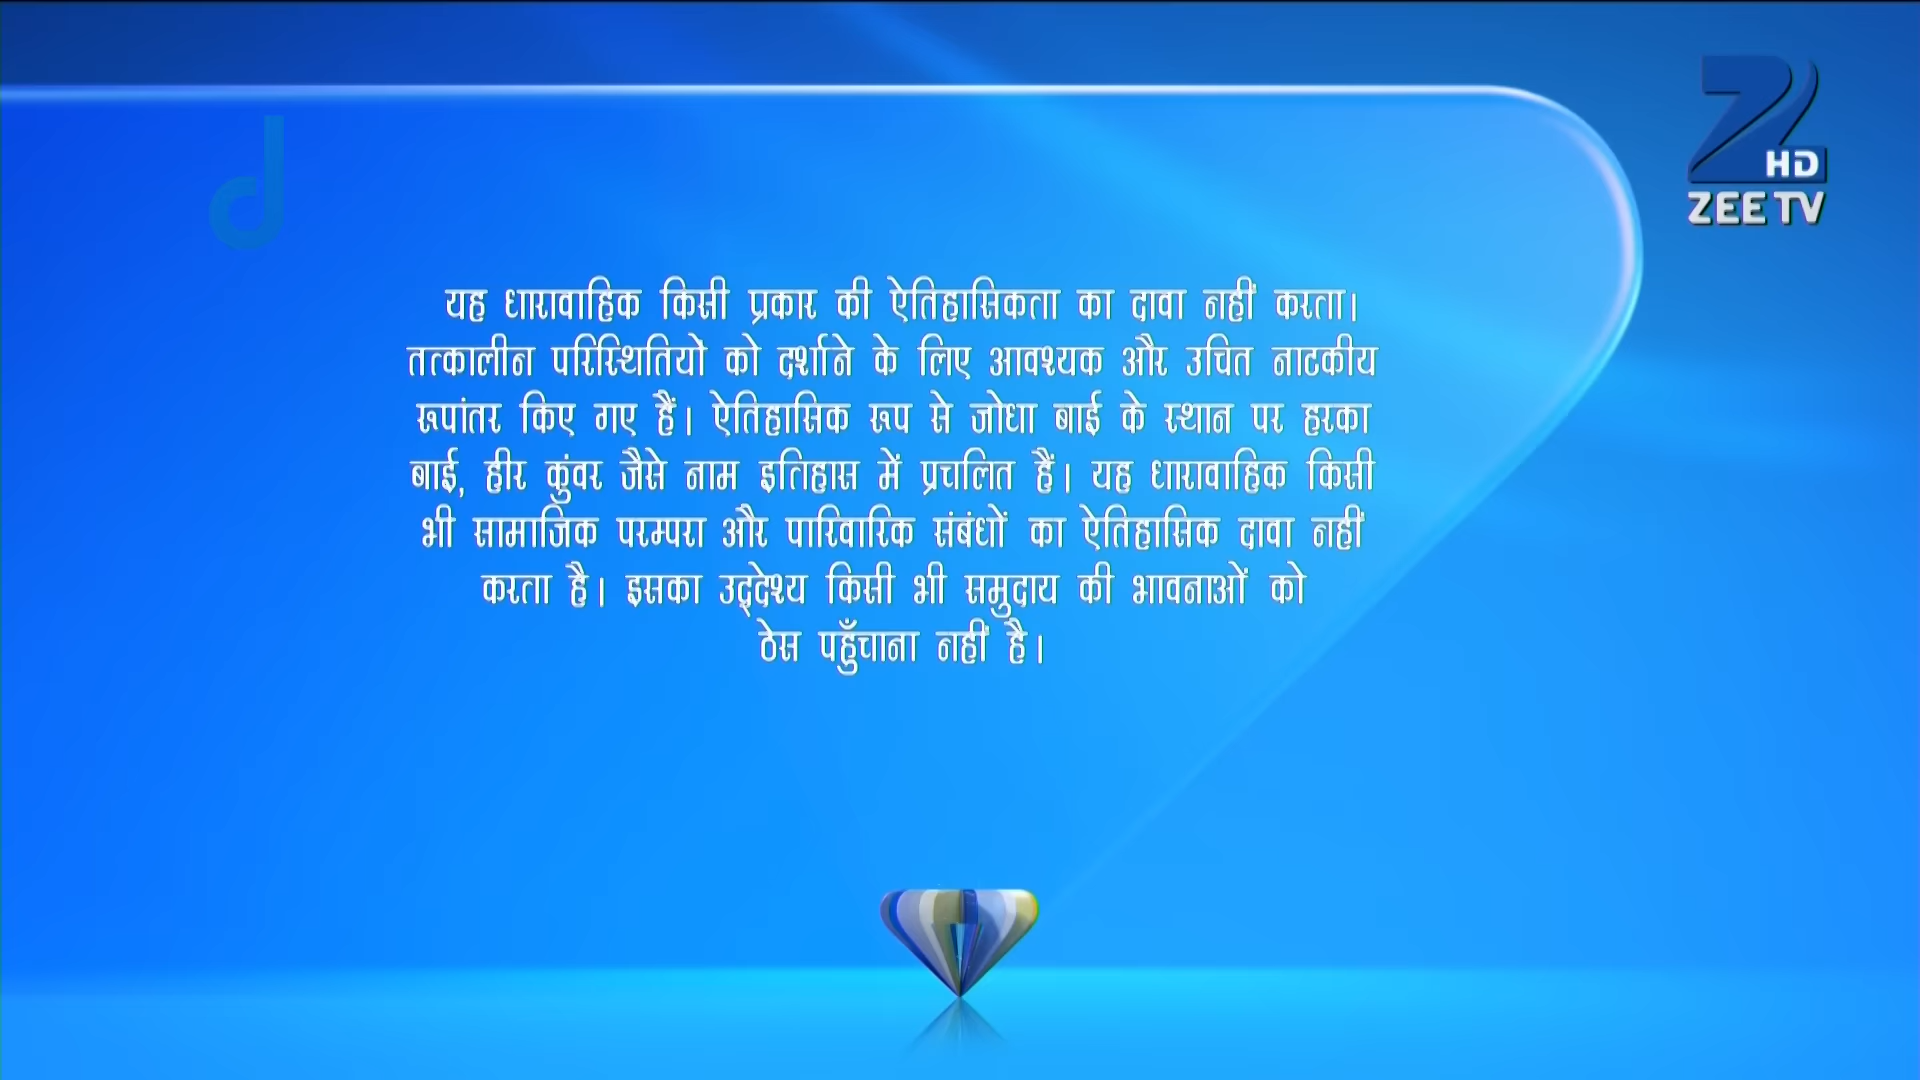 HD
ZEE TV
यह धारावाहिक किसी प्रकार की ऐतिहासिकता का दावा नहीं करता।
तत्कालीन परिस्थितियों को दर्शाने के लिए आवश्यक और उचित नाटकीय
रूपांतर किए गए हैं। ऐतिहासिक रूप से जोधा बाई के स्थान पर हरका
बाई, हीर कुंवर जैसे नाम इतिहास में प्रचलित हैं। यह धारावाहिक किसी
भी सामाजिक परम्परा और पारिवारिक संबंधों का ऐतिहासिक दावा नहीं
करता है। इसका उद्देश्य किसी भी समुदाय की भावनाओं को
ठेस पहुँचाना नहीं है।